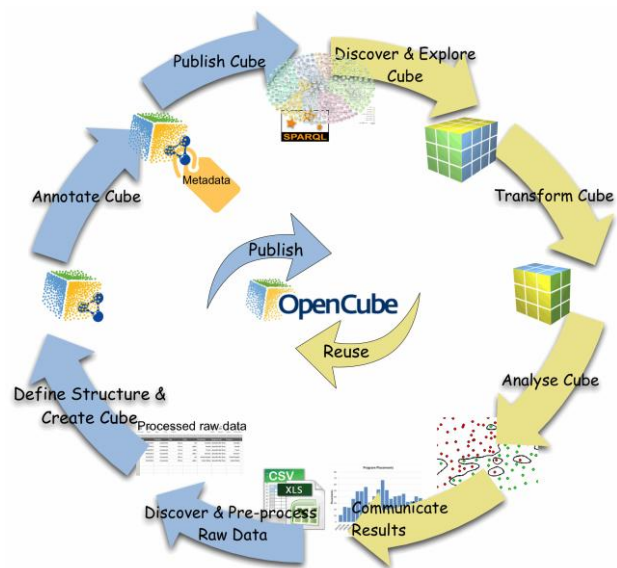 Publish Cube
Discover & Explore
Cube
SPARQL
Metadata
Annotate Cube
Transform Cube
Publish
OpenCube
Reuse
Analyse Cube
Define Structure &
Create Cube
Processed raw data
CSV
XLS
Communicate
Results
Discover & Pre-process
Raw Data